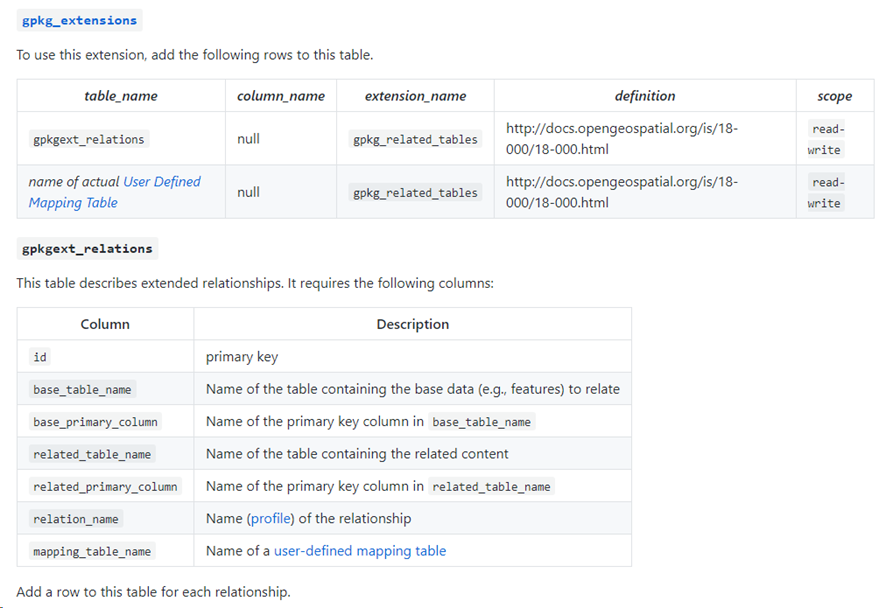 gpkg_extensions
To use this extension, add the following rows to this table.
table_name column_name extension_name definition scope
gpkgext_relations null gpkg_related_tables http://docs.opengeospatial.org/is/18-000/18-000.html read-write
name of actual User Defined Mapping Table null gpkg_related_tables http://docs.opengeospatial.org/is/18-000/18-000.html read-write
gpkgext_relations
This table describes extended relationships. It requires the following columns:
Column Description
id primary key
base_table_name Name of the table containing the base data (e.g., features) to relate
base_primary_column Name of the primary key column in base_table_name
related_table_name Name of the table containing the related content
related_primary_column Name of the primary key column in related_table_name
relation_name Name (profile) of the relationship
mapping_table_name Name of a user-defined mapping table
Add a row to this table for each relationship.